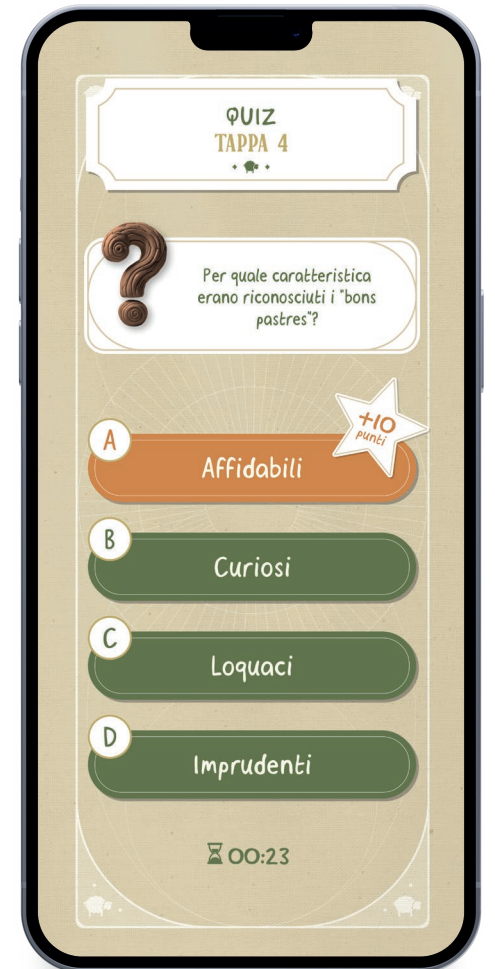 QUIZ
TAPPA 4
Per quale caratteristica
erano riconosciuti i "bons
pastres"?
+10
punti
A
Affidabili
B
Curiosi
C
Loquaci
D
Imprudenti
00:23